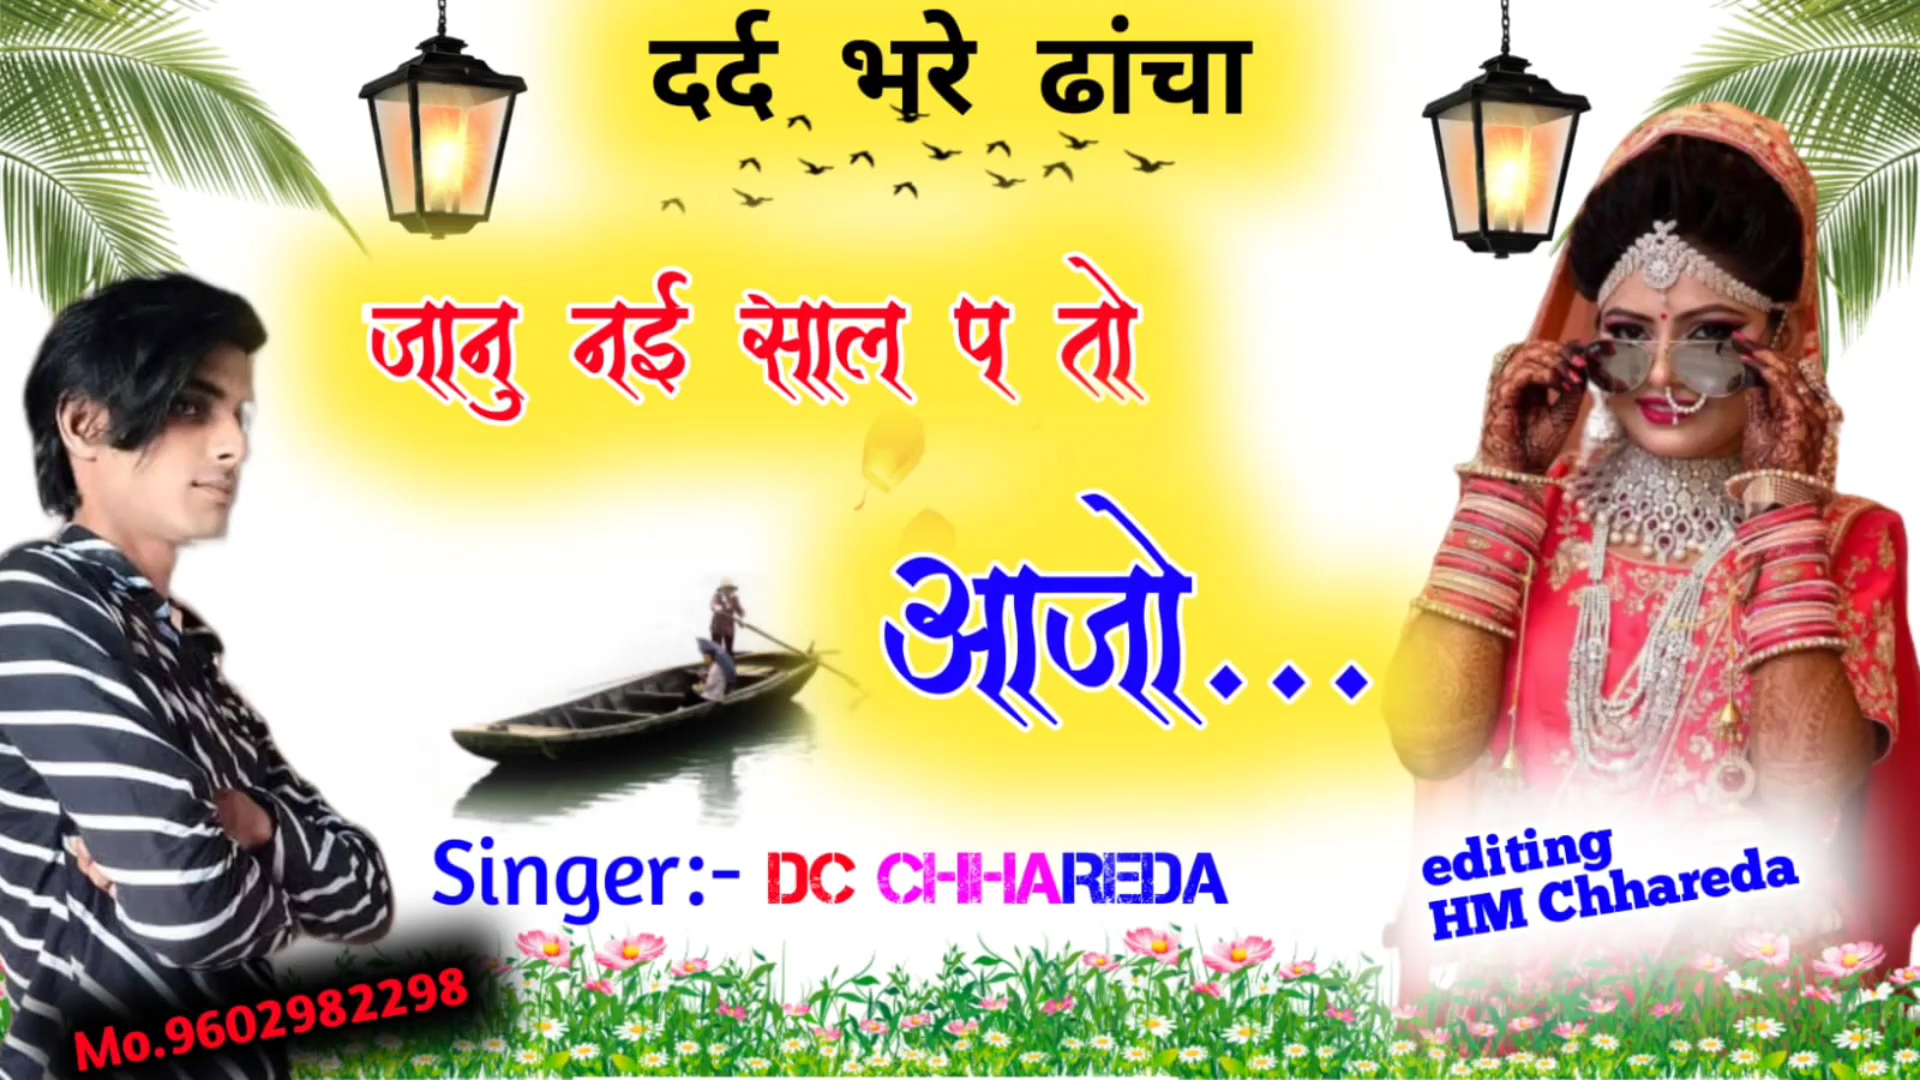 दर्द भरे ढांचा
जानु नई साल प तो
आजो...
Singer:- DC CHHAREDA
editing
HM Chhareda
Mo.9602982298